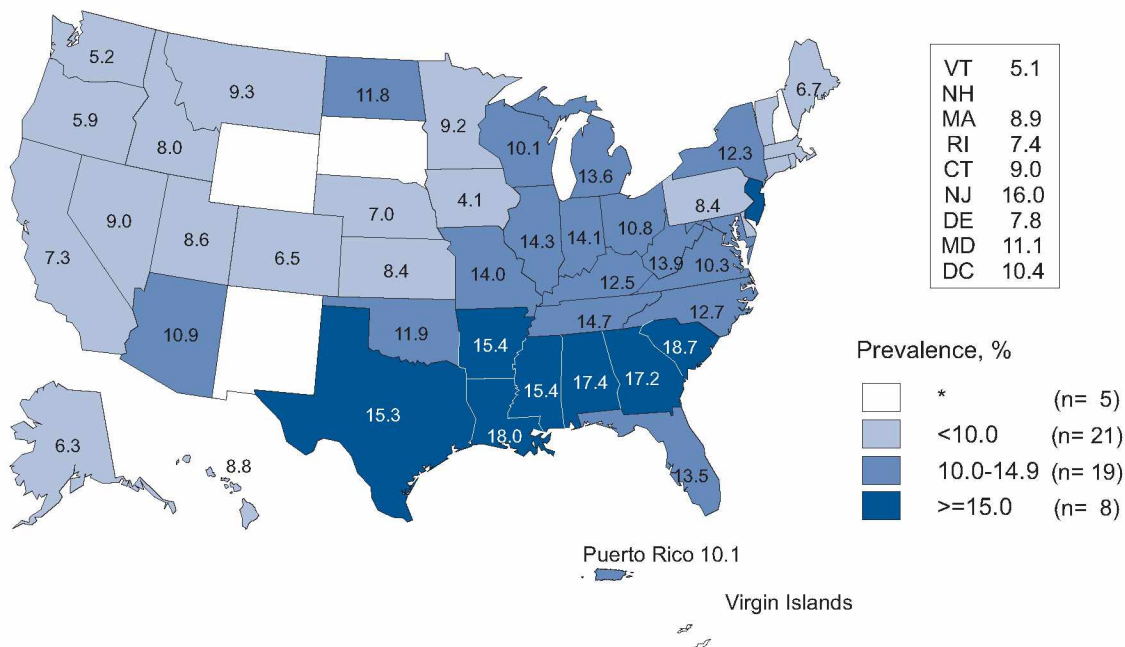 5.2
9.3
11.8
9.2
6.7
5.9
8.0
10.1
13.6
12.3
9.0
8.6
7.0
4.1
8.4
7.3
6.5
8.4
14.0
14.3
14.1
10.8
13.9
10.3
12.5
10.9
11.9
14.7
12.7
15.4
18.7
15.3
15.4
17.4
17.2
18.0
13.5
6.3
8.8
VT 5.1
NH
MA 8.9
RI 7.4
CT 9.0
NJ 16.0
DE 7.8
MD 11.1
DC 10.4
Prevalence, %
* (n= 5)
<10.0 (n= 21)
10.0-14.9 (n= 19)
>=15.0 (n= 8)
Puerto Rico 10.1
Virgin Islands